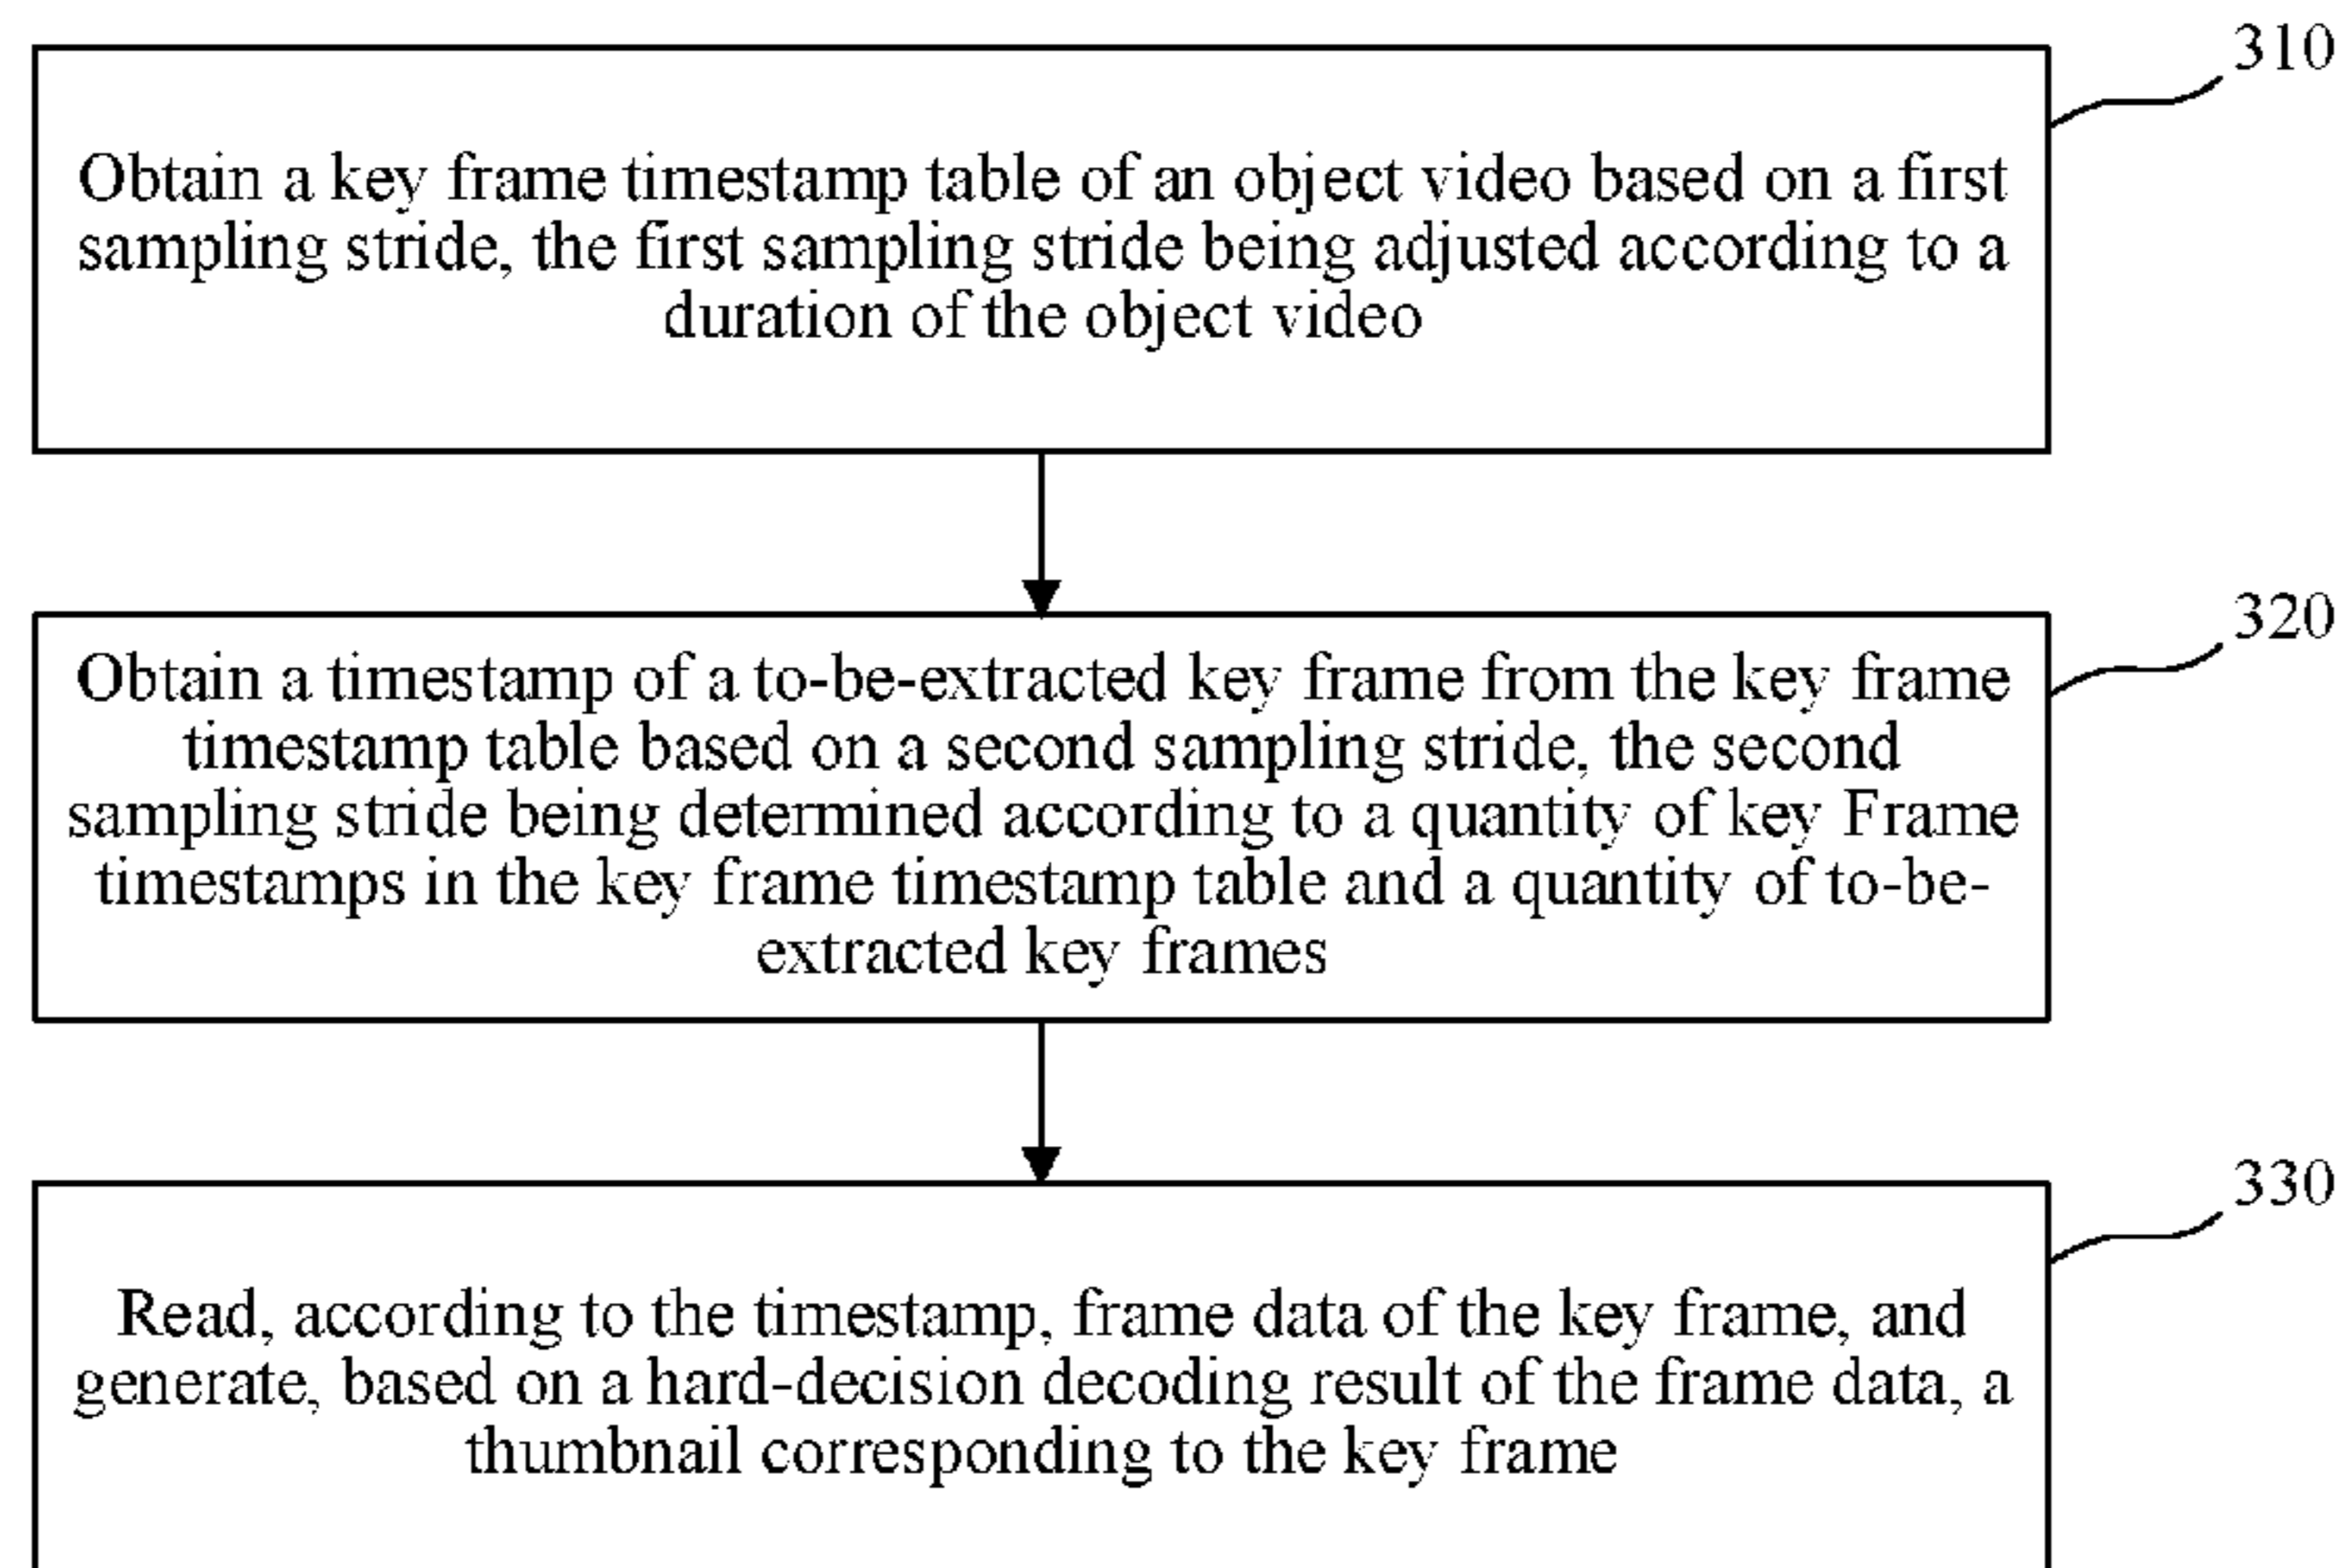 310
Obtain a key frame timestamp table of an object video based on a first
sampling stride, the first sampling stride being adjusted according to a
duration of the object video
320
Obtain a timestamp of a to-be-extracted key frame from the key frame
timestamp table based on a second sampling stride, the second
sampling stride being determined according to a quantity of key Frame
timestamps in the key frame timestamp table and a quantity of to-be-
extracted key frames
330
Read, according to the timestamp, frame data of the key frame, and
generate, based on a hard-decision decoding result of the frame data, a
thumbnail corresponding to the key frame